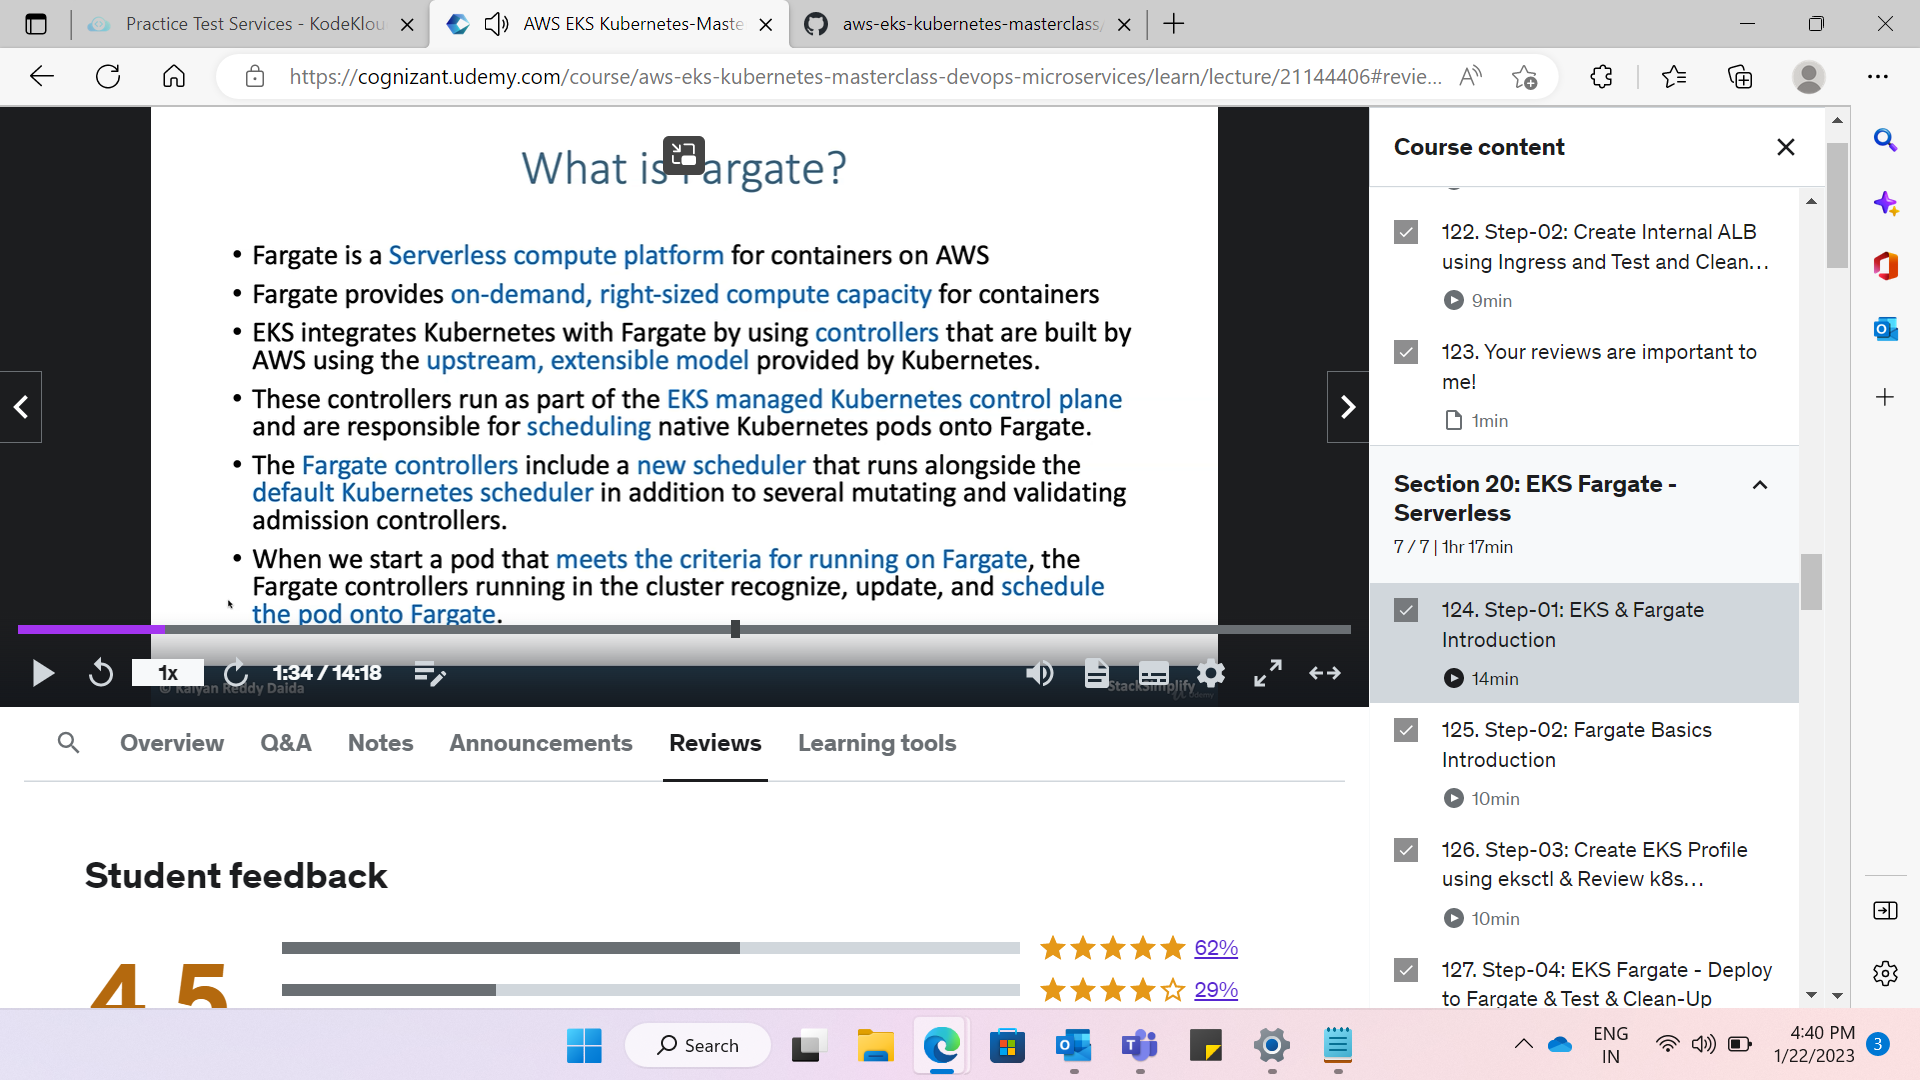 Practice Test Services - KodeKlou
AWS EKS Kubernetes-Maste
aws-eks-kubernetes-masterclass/
https://cognizant.udemy.com/course/aws-eks-kubernetes-masterclass-devops-microservices/learn/lecture/21144406#revie...
What is Fargate?
• Fargate is a Serverless compute platform for containers on AWS
• Fargate provides on-demand, right-sized compute capacity for containers
• EKS integrates Kubernetes with Fargate by using controllers that are built by
AWS using the upstream, extensible model provided by Kubernetes.
• These controllers run as part of the EKS managed Kubernetes control plane
and are responsible for scheduling native Kubernetes pods onto Fargate.
• The Fargate controllers include a new scheduler that runs alongside the
default Kubernetes scheduler in addition to several mutating and validating
admission controllers.
• When we start a pod that meets the criteria for running on Fargate, the
Fargate controllers running in the cluster recognize, update, and schedule
the pod onto Fargate.
1x
1:34 / 14:18
© Kalyan Reddy Daida
StackSimplify
Overview
Q&A
Notes
Announcements
Reviews
Learning tools
Student feedback
4.5
62%
29%
Course content
122. Step-02: Create Internal ALB
using Ingress and Test and Clean...
9min
123. Your reviews are important to
me!
1min
Section 20: EKS Fargate -
Serverless
7 / 7 | 1hr 17min
124. Step-01: EKS & Fargate
Introduction
14min
125. Step-02: Fargate Basics
Introduction
10min
126. Step-03: Create EKS Profile
using eksctl & Review k8s...
10min
127. Step-04: EKS Fargate - Deploy
to Fargate & Test & Clean-Up
Search
ENG
IN
4:40 PM
1/22/2023
3